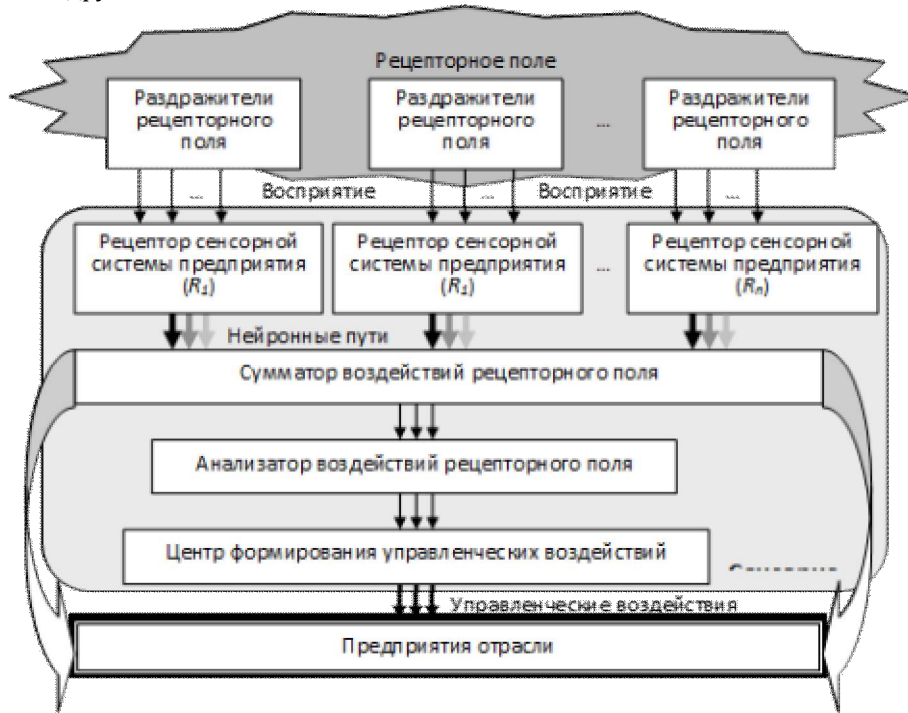 Рецепторное поле
Раздражители
рецепторного
поля
Раздражители
рецепторного
поля
...
Раздражители
рецепторного
поля
... Восприятие ... Восприятие ...
Рецептор сенсорной
системы предприятия
(R₁)
Рецептор сенсорной
системы предприятия
(R₁)
...
Рецептор сенсорной
системы предприятия
(Rₙ)
Нейронные пути
Сумматор воздействий рецепторного поля
Анализатор воздействий рецепторного поля
Центр формирования управленческих воздействий
Управленческие воздействия
Предприятия отрасли